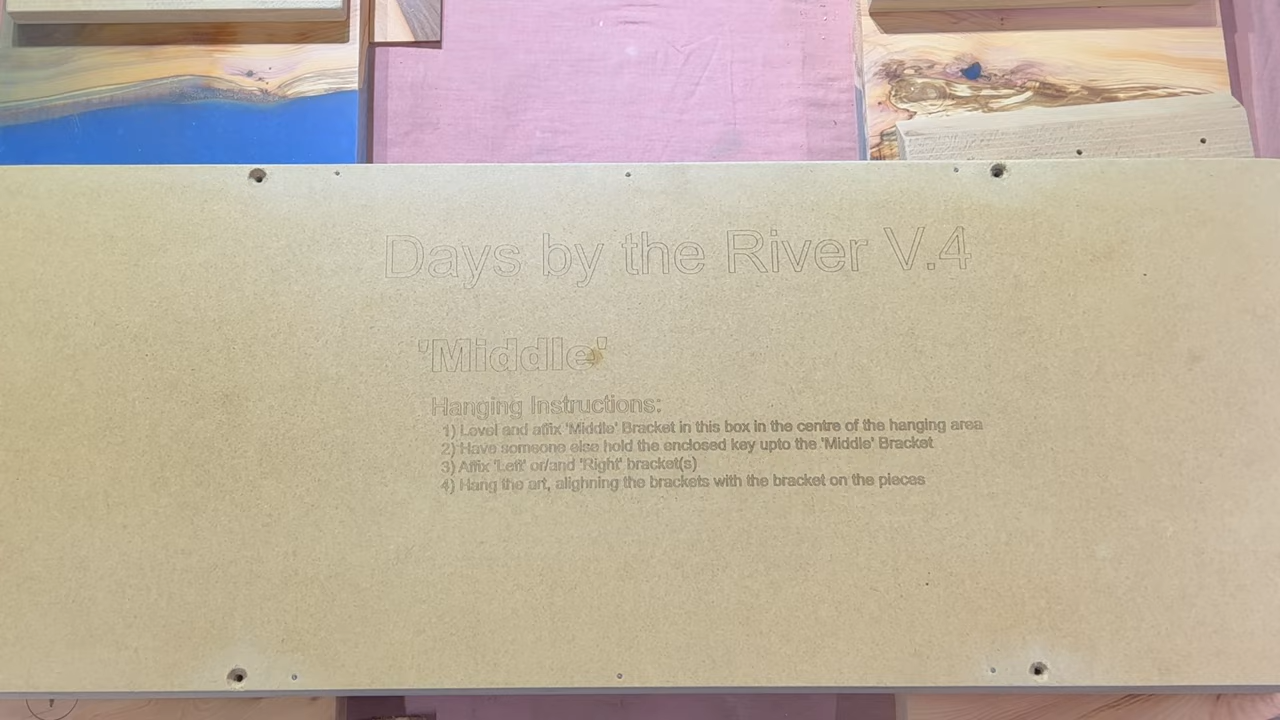 Days by the River V.4
'Middle'
Hanging Instructions:
1) Level and affix 'Middle' Bracket in this box in the centre of the hanging area
2) Have someone else hold the enclosed key upto the 'Middle' Bracket
3) Affix 'Left' or/and 'Right' bracket(s)
4) Hang the art, alighning the brackets with the bracket on the pieces